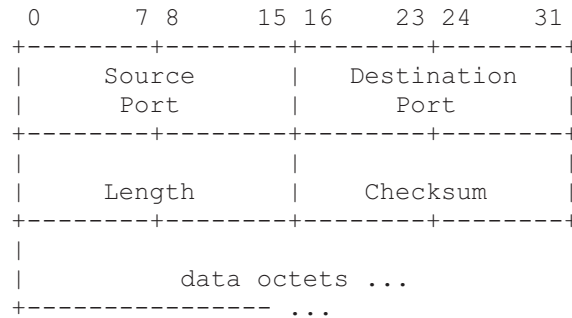 0 7 8 15 16 23 24 31
+--------+--------+--------+--------+
| Source | Destination |
| Port | Port |
+--------+--------+--------+--------+
| | |
| Length | Checksum |
+--------+--------+--------+--------+
|
| data octets ...
+---------------- ...